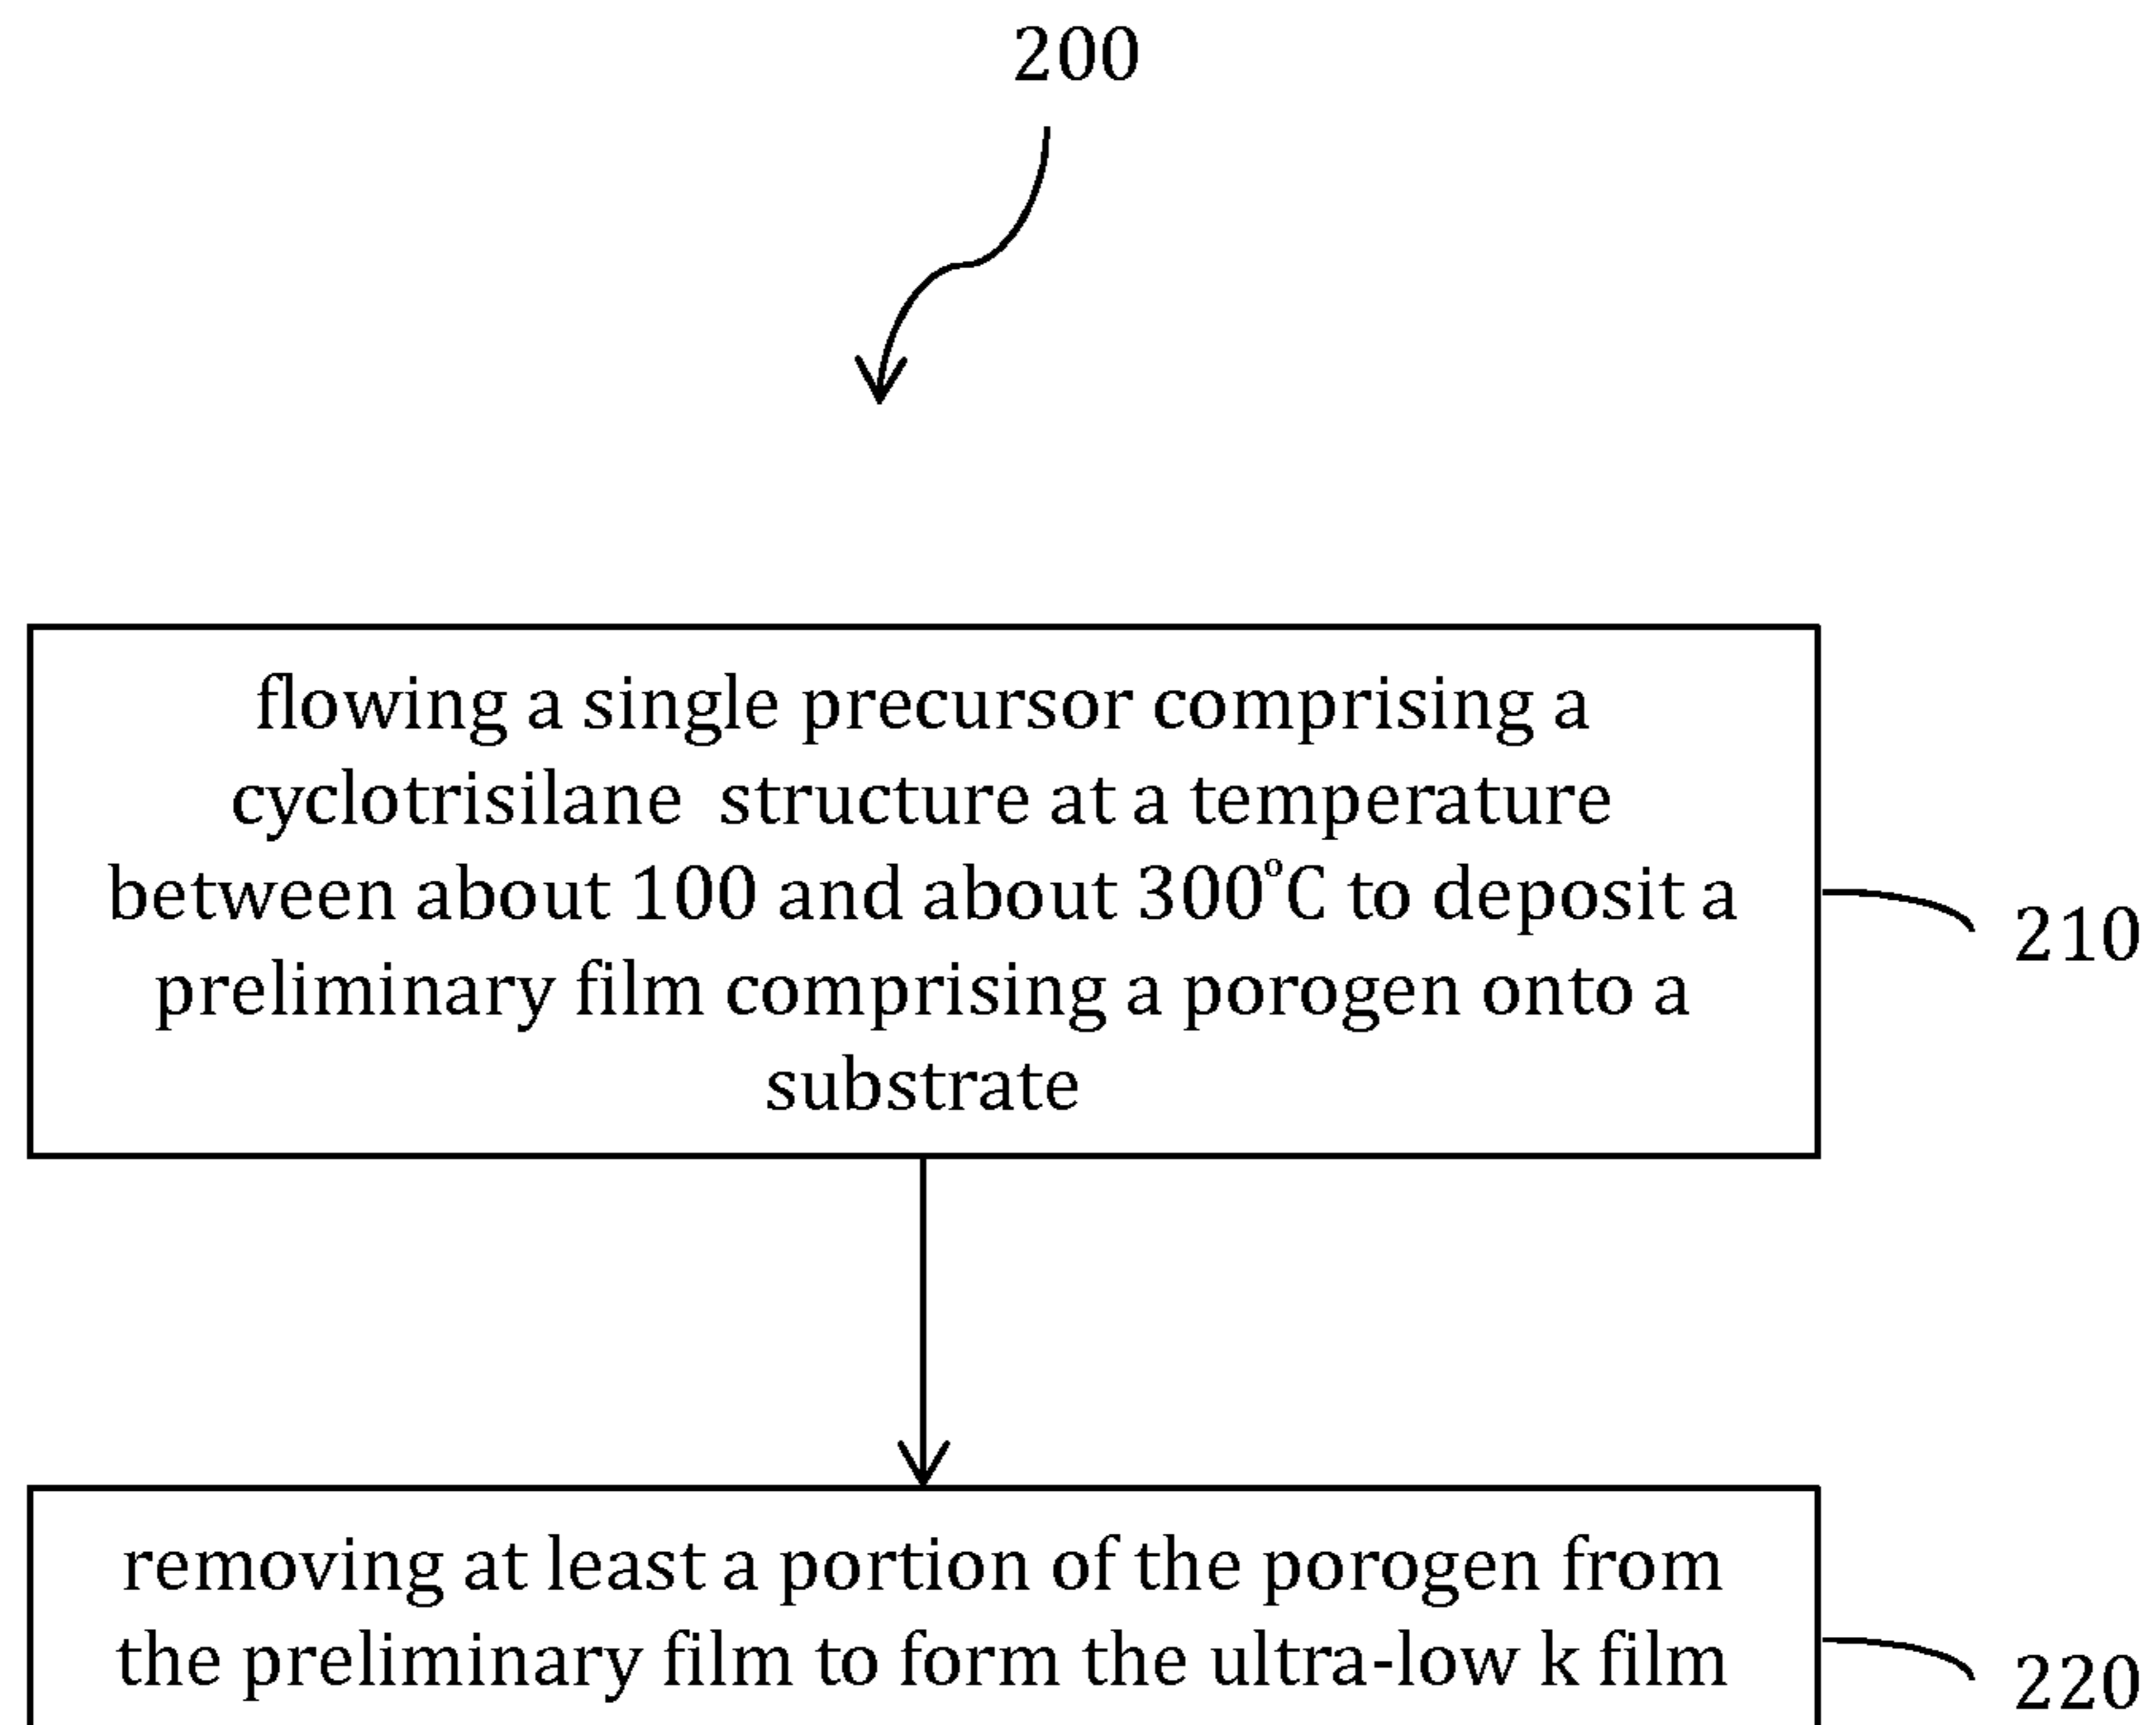 200
flowing a single precursor comprising a
cyclotrisilane structure at a temperature
between about 100 and about 300°C to deposit a
preliminary film comprising a porogen onto a
substrate
210
removing at least a portion of the porogen from
the preliminary film to form the ultra-low k film
220